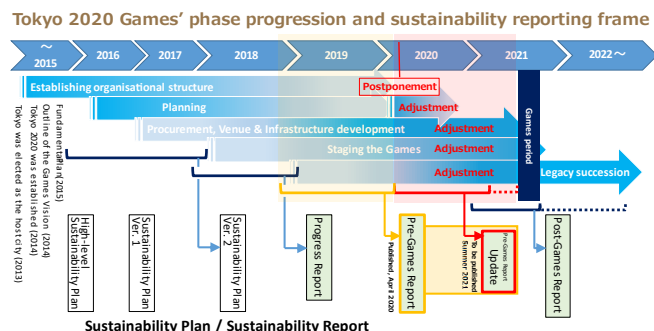 Tokyo 2020 Games' phase progression and sustainability reporting frame
～
2015
2016
2017
2018
2019
2020
2021
2022～
Establishing organisational structure
Postponement
Planning
Adjustment
Procurement, Venue & Infrastructure development
Adjustment
Staging the Games
Adjustment
Adjustment
Legacy succession
Games period
Fundamental Plan (2015)
Outline of the Games Vision (2014)
Tokyo 2020 was established (2014)
Tokyo was elected as the host city (2013)
High-level
Sustainability Plan
Sustainability Plan
Ver. 1
Sustainability Plan
Ver. 2
Progress Report
Published, April 2020
Pre-Games Report
To be published
Summer 2021
Pre-Games Report
Update
Post-Games Report
Sustainability Plan / Sustainability Report